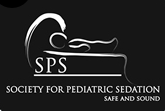 SPS
SOCIETY FOR PEDIATRIC SEDATION
SAFE AND SOUND